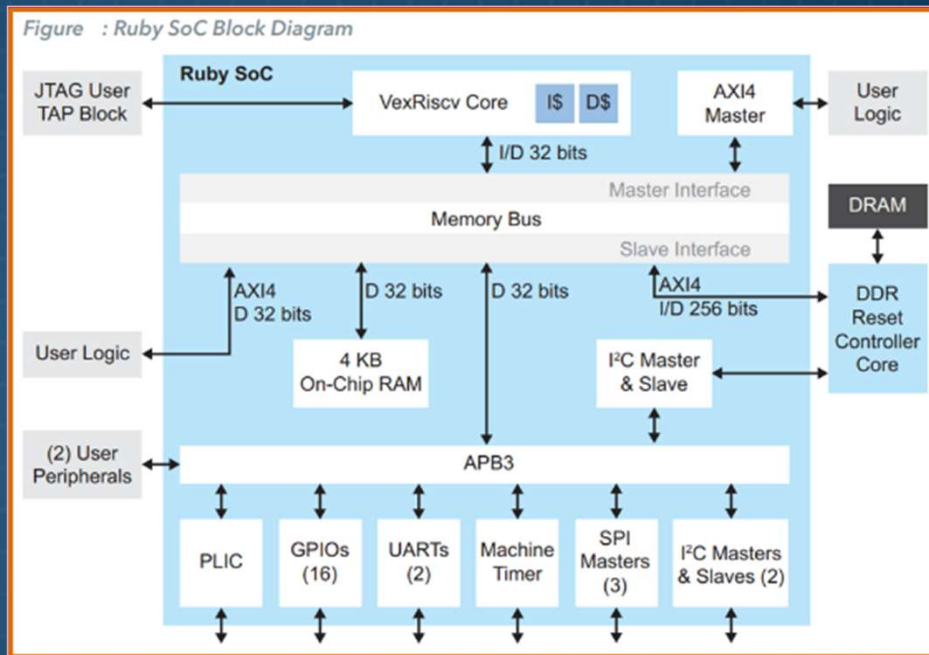 Figure : Ruby SoC Block Diagram
Ruby SoC
JTAG User
TAP Block
VexRiscv Core
I$
D$
AXI4
Master
User
Logic
I/D 32 bits
Master Interface
Memory Bus
Slave Interface
DRAM
AXI4
D 32 bits
D 32 bits
D 32 bits
AXI4
I/D 256 bits
DDR
Reset
Controller
Core
User Logic
4 KB
On-Chip RAM
I²C Master
& Slave
(2) User
Peripherals
APB3
PLIC
GPIOs
(16)
UARTs
(2)
Machine
Timer
SPI
Masters
(3)
I²C Masters
& Slaves (2)